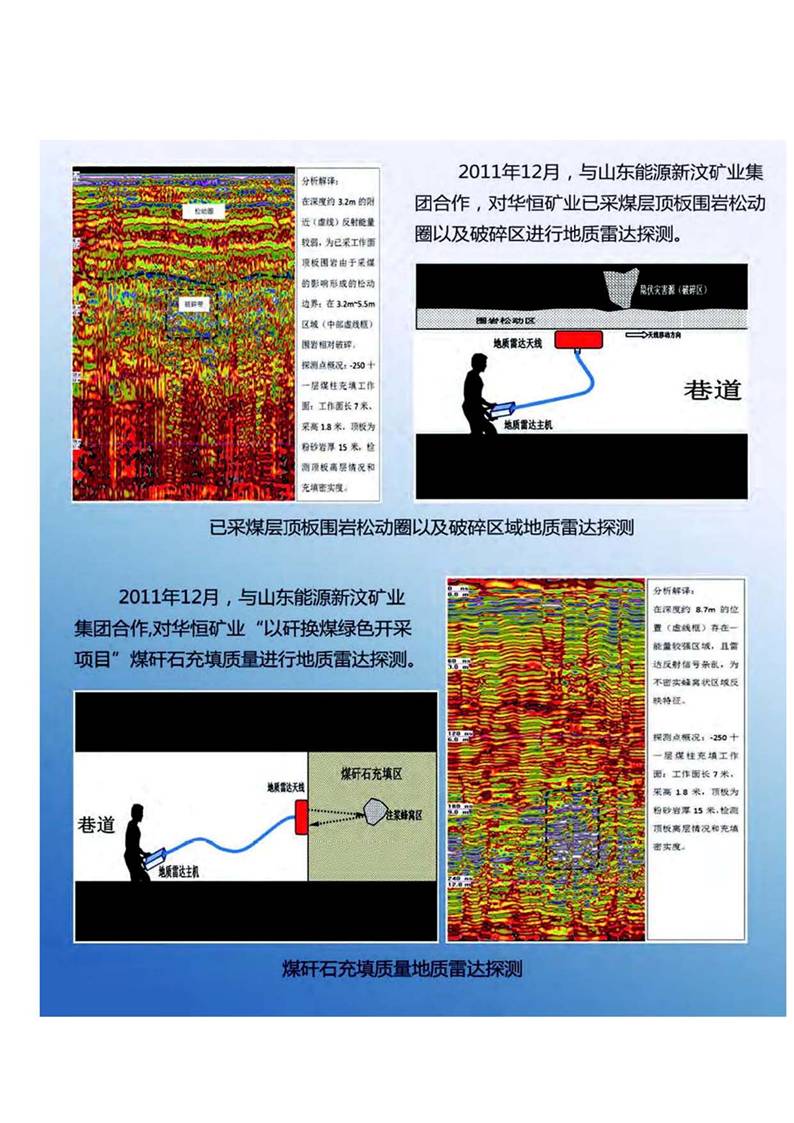 2011年12月，与山东能源新汶矿业集
团合作，对华恒矿业已采煤层顶板围岩松动
圈以及破碎区进行地质雷达探测。
松动圈
破碎带
分析解译：
在深度约 3.2m 的附
近（虚线）反射能量
较弱，为已采工作面
顶板围岩由于采煤
的影响形成的松动
边界；在 3.2m~5.5m
区域（中部虚线框）
围岩相对破碎。
探测点概况：-250 十
一层煤柱充填工作
面：工作面长 7 米、
采高 1.8 米，顶板为
粉砂岩厚 15 米，检
测顶板离层情况和
充填密实度。
隐伏灾害源（破碎区）
围岩松动区
地质雷达天线
天线移动方向
巷道
地质雷达主机
已采煤层顶板围岩松动圈以及破碎区域地质雷达探测
2011年12月，与山东能源新汶矿业
集团合作,对华恒矿业“以矸换煤绿色开采
项目”煤矸石充填质量进行地质雷达探测。
煤矸石充填区
地质雷达天线
注浆蜂窝区
巷道
地质雷达主机
0 ns
0.0 m
60 ns
3.0 m
120 ns
6.0 m
180 ns
9.0 m
240 ns
12.0 m
分析解译：
在深度约 8.7m 的位
置（虚线框）存在一
能量较强区域，且雷
达反射信号杂乱，为
不密实蜂窝状区域反
映特征。
探测点概况：-250 十
一层煤柱充填工作
面：工作面长 7 米，
采高 1.8 米，顶板为
粉砂岩厚 15 米，检测
顶板离层情况和充填
密实度。
煤矸石充填质量地质雷达探测